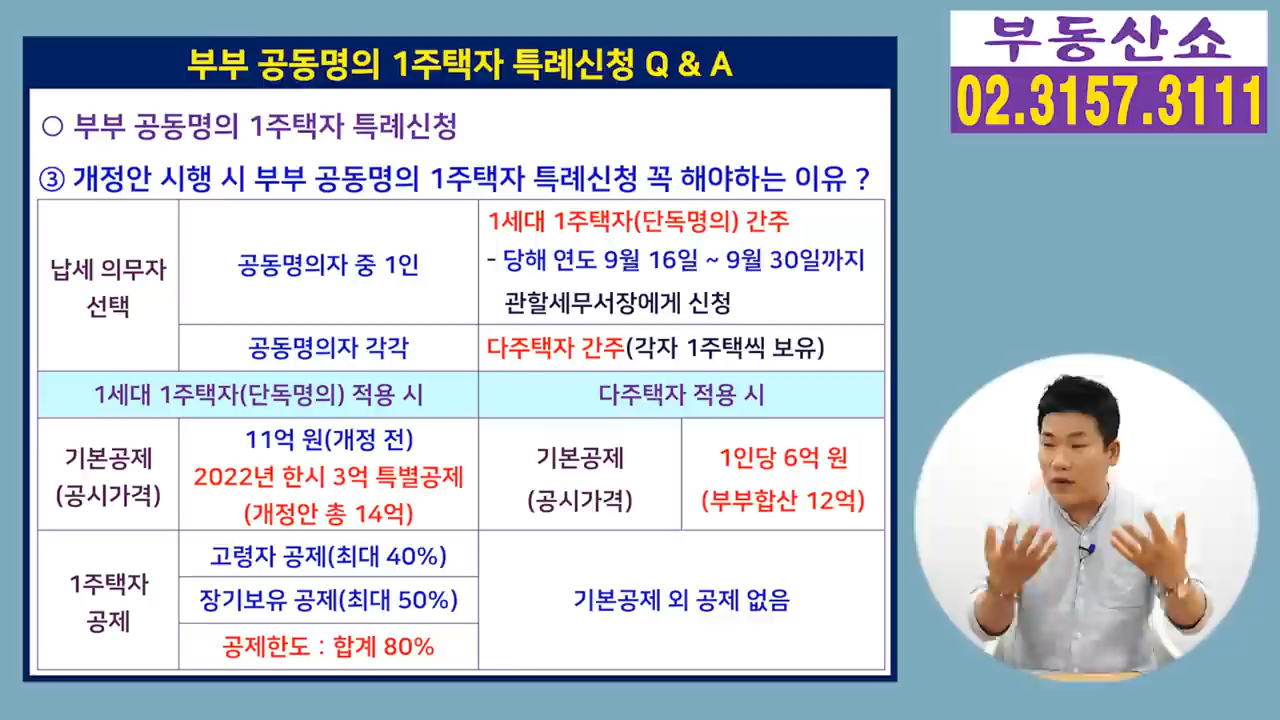 부동산쇼
02.3157.3111
부부 공동명의 1주택자 특례신청 Q & A
○ 부부 공동명의 1주택자 특례신청
③ 개정안 시행 시 부부 공동명의 1주택자 특례신청 꼭 해야하는 이유 ?
납세 의무자
선택
공동명의자 중 1인
1세대 1주택자(단독명의) 간주
- 당해 연도 9월 16일 ~ 9월 30일까지
관할세무서장에게 신청
공동명의자 각각
다주택자 간주(각자 1주택씩 보유)
1세대 1주택자(단독명의) 적용 시
다주택자 적용 시
기본공제
(공시가격)
11억 원(개정 전)
2022년 한시 3억 특별공제
(개정안 총 14억)
기본공제
(공시가격)
1인당 6억 원
(부부합산 12억)
1주택자
공제
고령자 공제(최대 40%)
장기보유 공제(최대 50%)
공제한도 : 합계 80%
기본공제 외 공제 없음